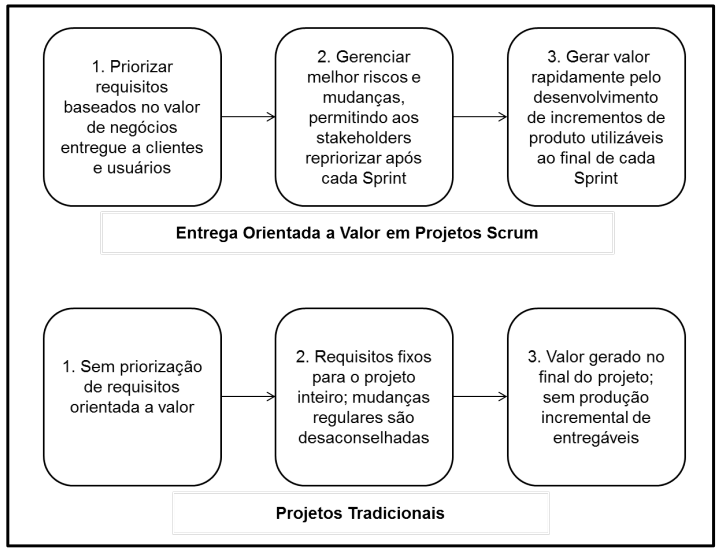 1. Priorizar
requisitos
baseados no valor
de negócios
entregue a clientes
e usuários
2. Gerenciar
melhor riscos e
mudanças,
permitindo aos
stakeholders
repriorizar após
cada Sprint
3. Gerar valor
rapidamente pelo
desenvolvimento
de incrementos de
produto utilizáveis
ao final de cada
Sprint
Entrega Orientada a Valor em Projetos Scrum
1. Sem priorização
de requisitos
orientada a valor
2. Requisitos fixos
para o projeto
inteiro; mudanças
regulares são
desaconselhadas
3. Valor gerado no
final do projeto;
sem produção
incremental de
entregáveis
Projetos Tradicionais